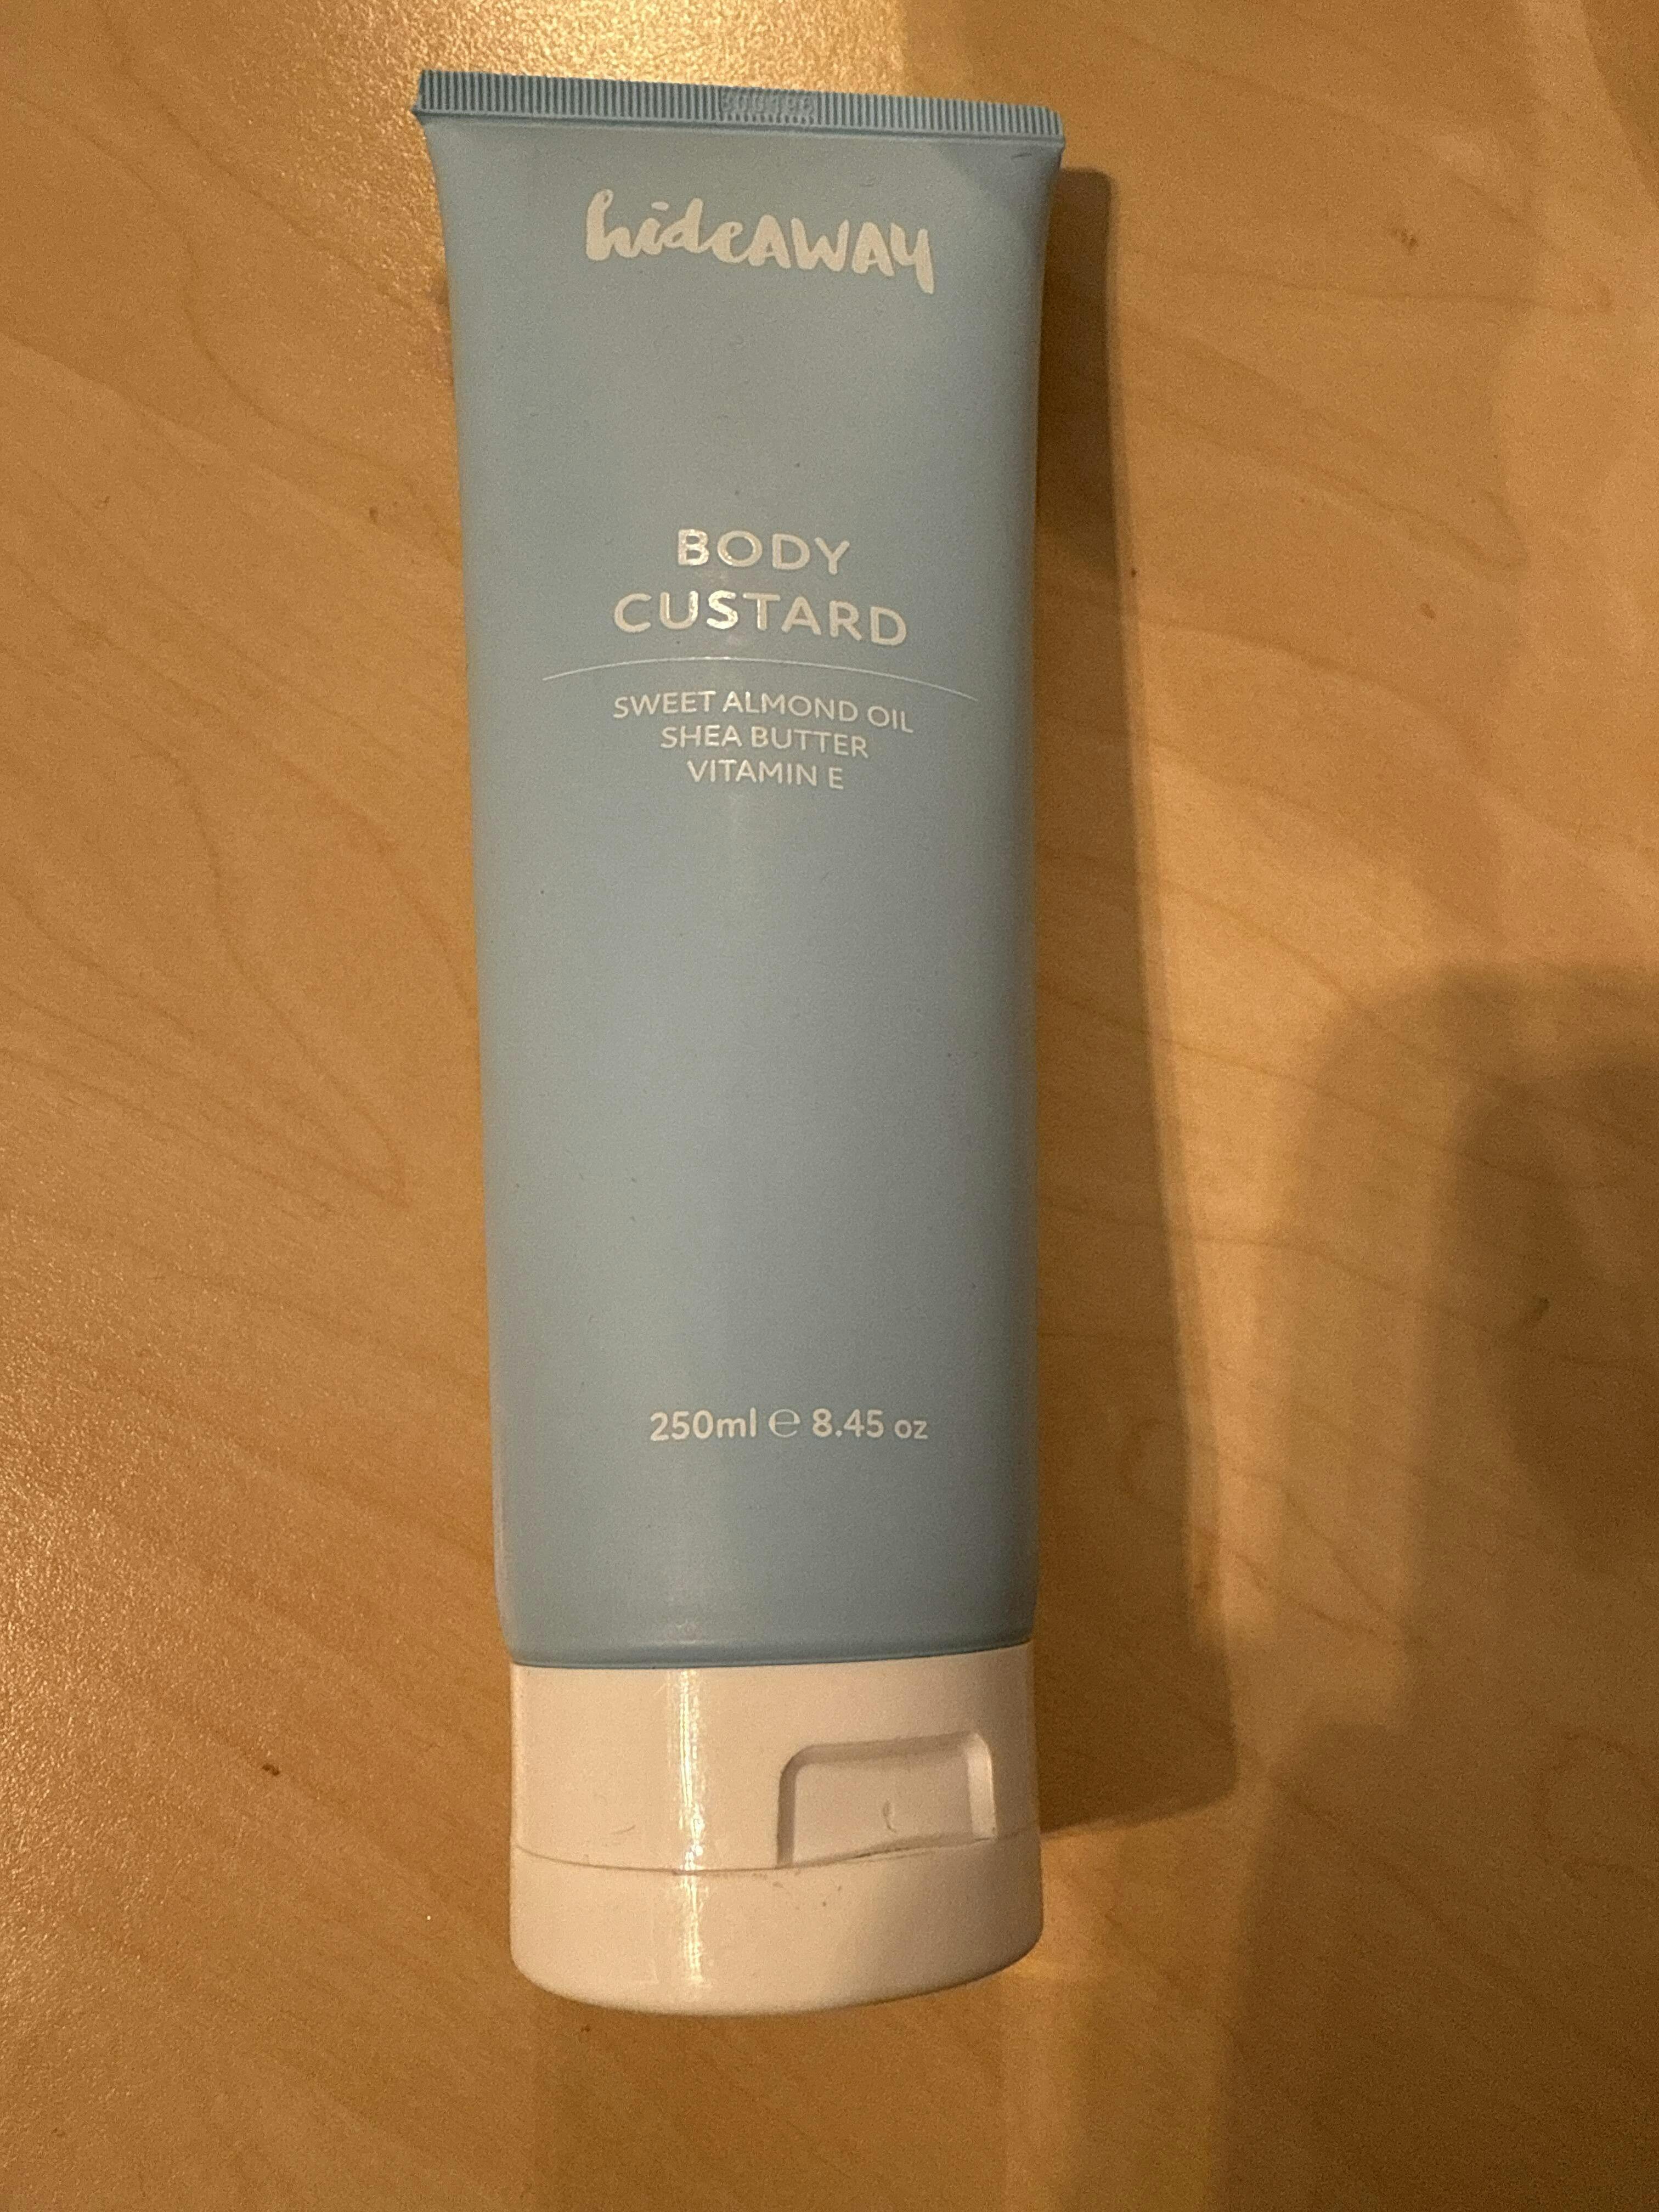 hideAWAY
BODY
CUSTARD
SWEET ALMOND OIL
SHEA BUTTER
VITAMIN E
250ml ℮ 8.45 oz